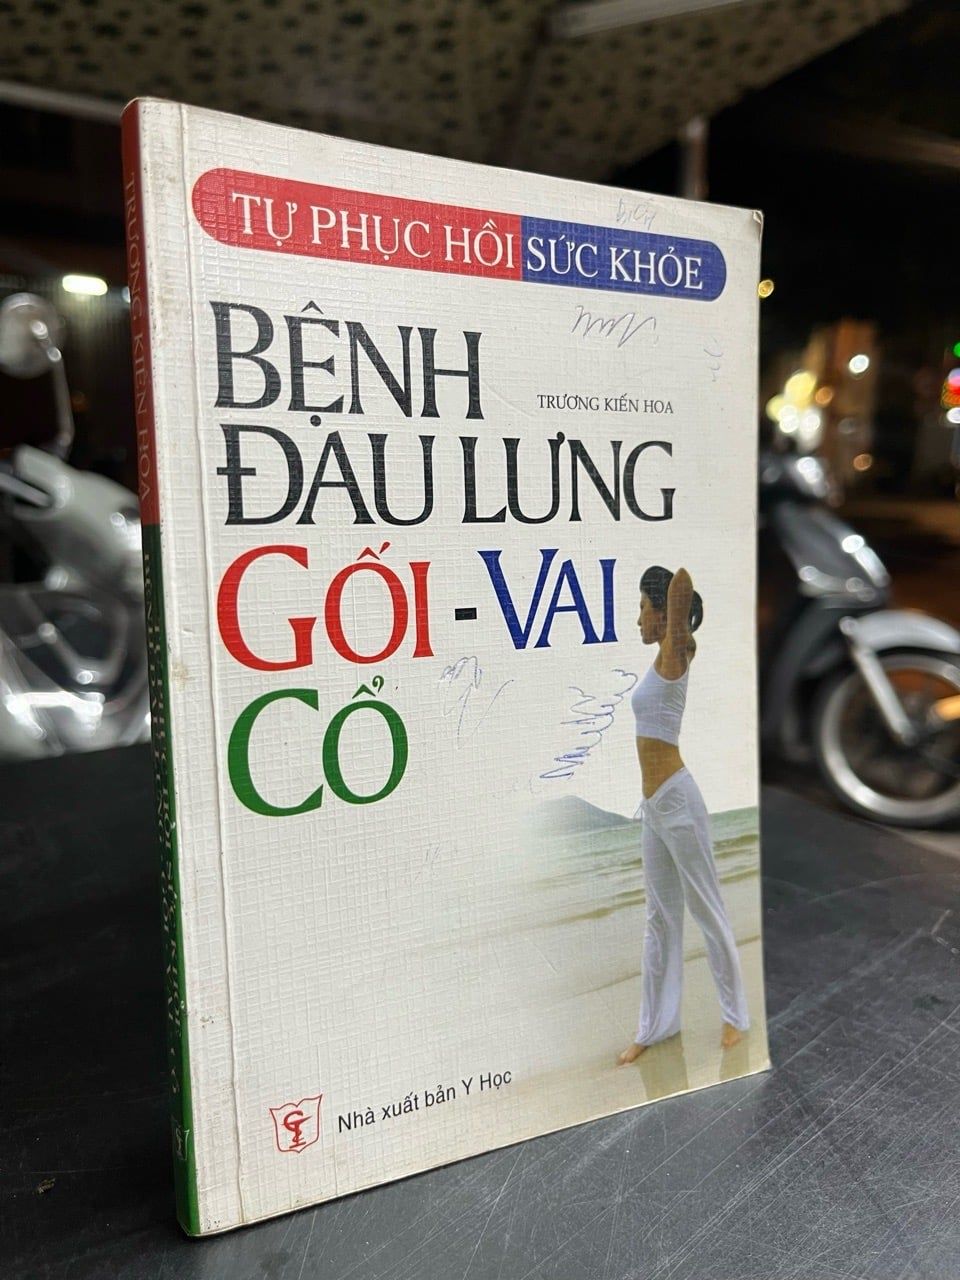 TỰ PHỤC HỒI SỨC KHỎE
BỆNH
TRƯƠNG KIẾN HOA
ĐAU LƯNG
GỐI - VAI
CỔ
Nhà xuất bản Y Học
TRƯƠNG KIẾN HOA